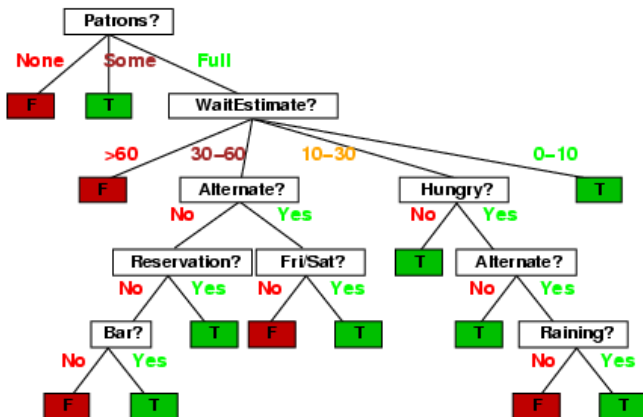 Patrons?
None Some Full
F T WaitEstimate?
>60 30–60 10–30 0–10
F Alternate? Hungry? T
No Yes No Yes
Reservation? Fri/Sat? T Alternate?
No Yes No Yes No Yes
Bar? T F T T Raining?
No Yes No Yes
F T F T